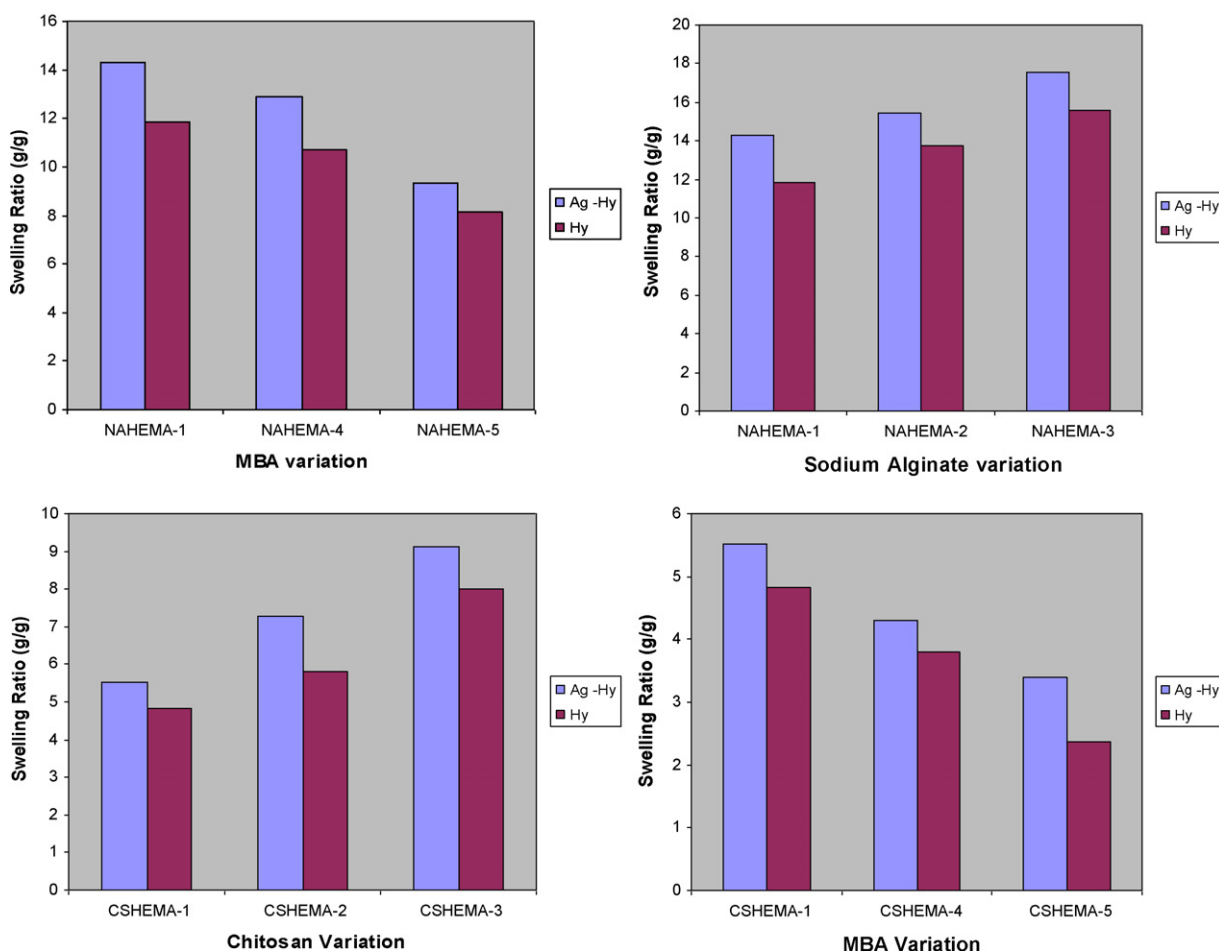 16
14
12
10
8
6
4
2
0
Swelling Ratio (g/g)
NAHEMA-1 NAHEMA-4 NAHEMA-5
MBA variation
Ag -Hy
Hy
20
18
16
14
12
10
8
6
4
2
0
Swelling Ratio (g/g)
NAHEMA-1 NAHEMA-2 NAHEMA-3
Sodium Alginate variation
Ag -Hy
Hy
10
9
8
7
6
5
4
3
2
1
0
Swelling Ratio (g/g)
CSHEMA-1 CSHEMA-2 CSHEMA-3
Chitosan Variation
Ag -Hy
Hy
6
5
4
3
2
1
0
Swelling Ratio (g/g)
CSHEMA-1 CSHEMA-4 CSHEMA-5
MBA Variation
Ag -Hy
Hy